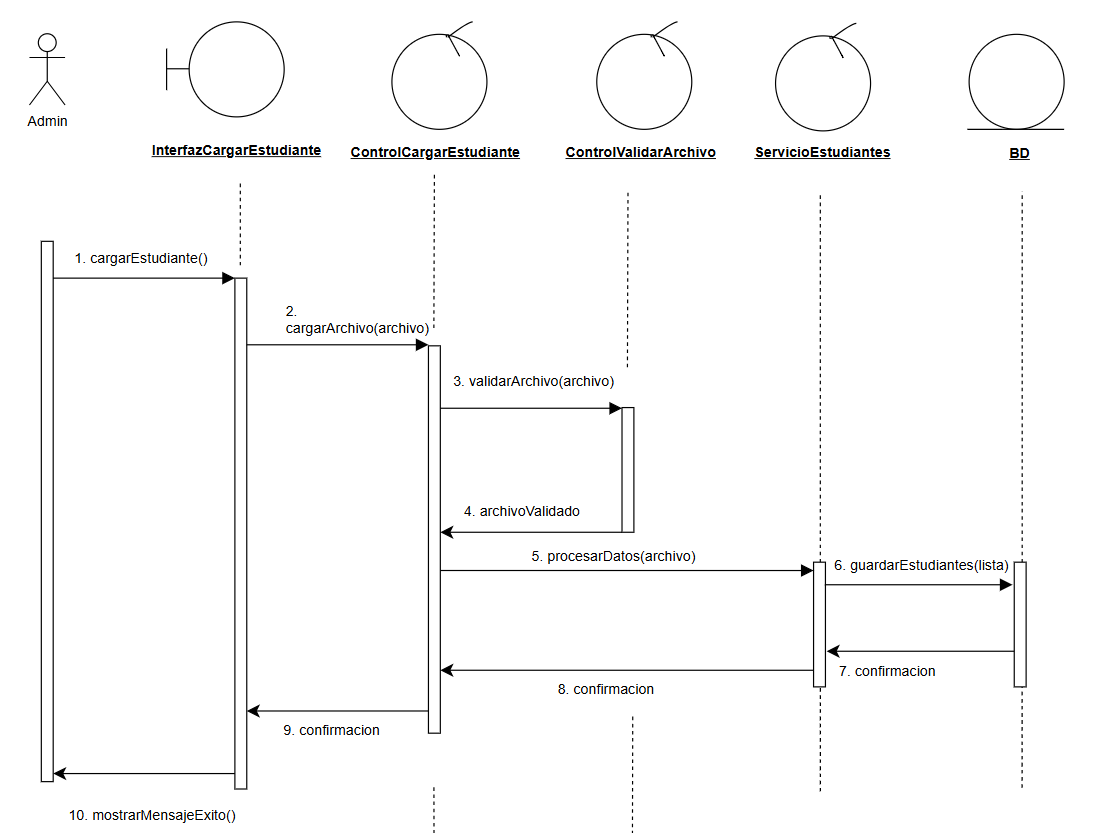 Admin
InterfazCargarEstudiante
ControlCargarEstudiante
ControlValidarArchivo
ServicioEstudiantes
BD
1. cargarEstudiante()
2.
cargarArchivo(archivo)
3. validarArchivo(archivo)
4. archivoValidado
5. procesarDatos(archivo)
6. guardarEstudiantes(lista)
7. confirmacion
8. confirmacion
9. confirmacion
10. mostrarMensajeExito()